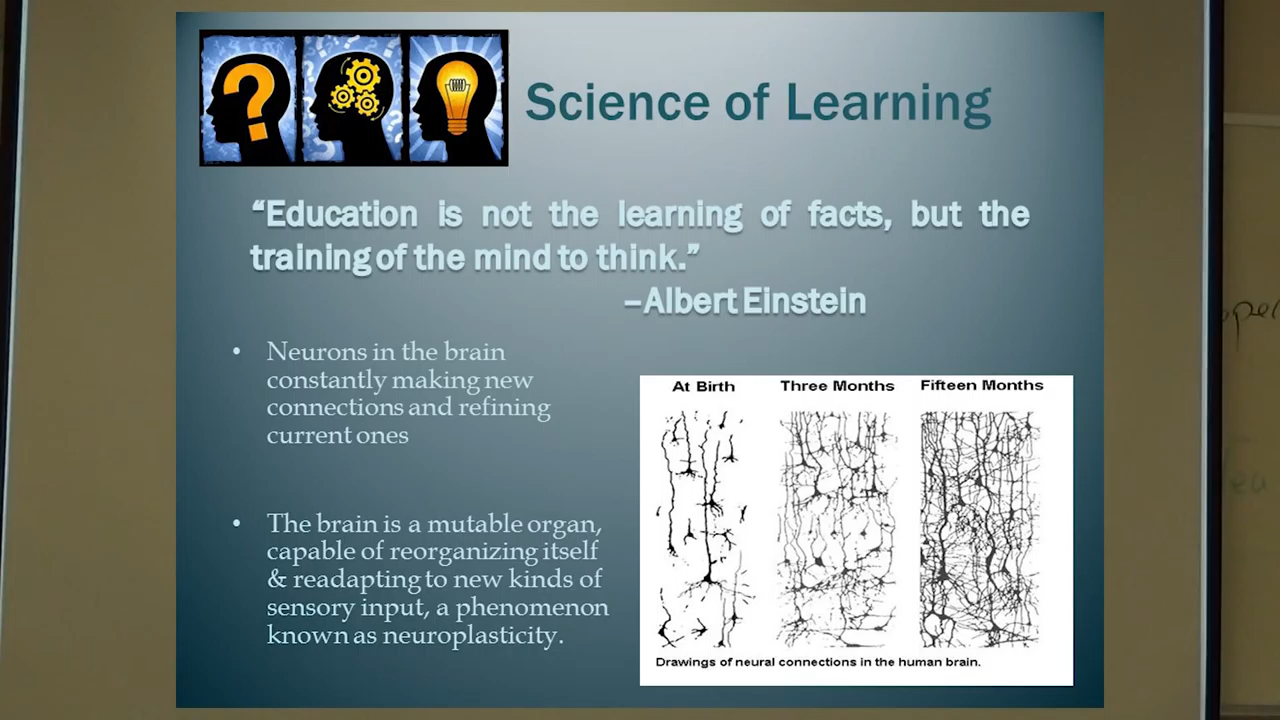 Science of Learning
“Education is not the learning of facts, but the
training of the mind to think.”
–Albert Einstein
• Neurons in the brain
constantly making new
connections and refining
current ones
• The brain is a mutable organ,
capable of reorganizing itself
& readapting to new kinds of
sensory input, a phenomenon
known as neuroplasticity.
At Birth Three Months Fifteen Months
Drawings of neural connections in the human brain.